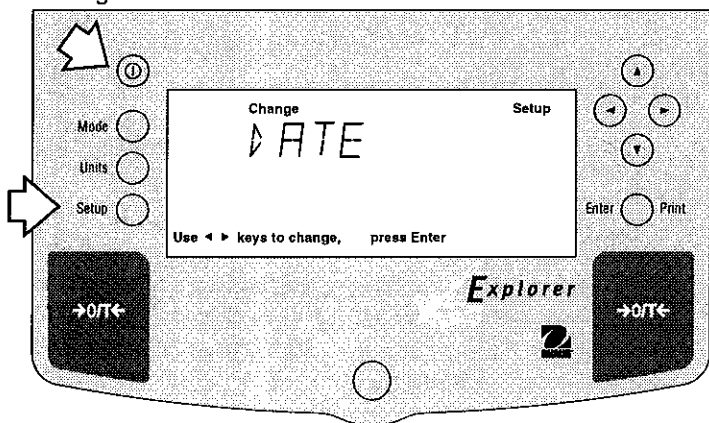 Change Setup
DATE
Mode
Units
Setup
Enter Print
Use ◄ ► keys to change, press Enter
Explorer
→0/T← →0/T←